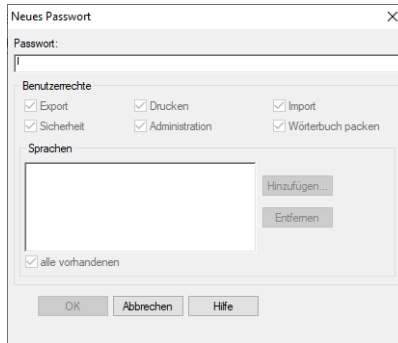 Neues Passwort
Passwort:
Benutzerrechte
Export Drucken Import
Sicherheit Administration Wörterbuch packen
Sprachen
Hinzufügen...
Entfernen
alle vorhandenen
OK Abbrechen Hilfe